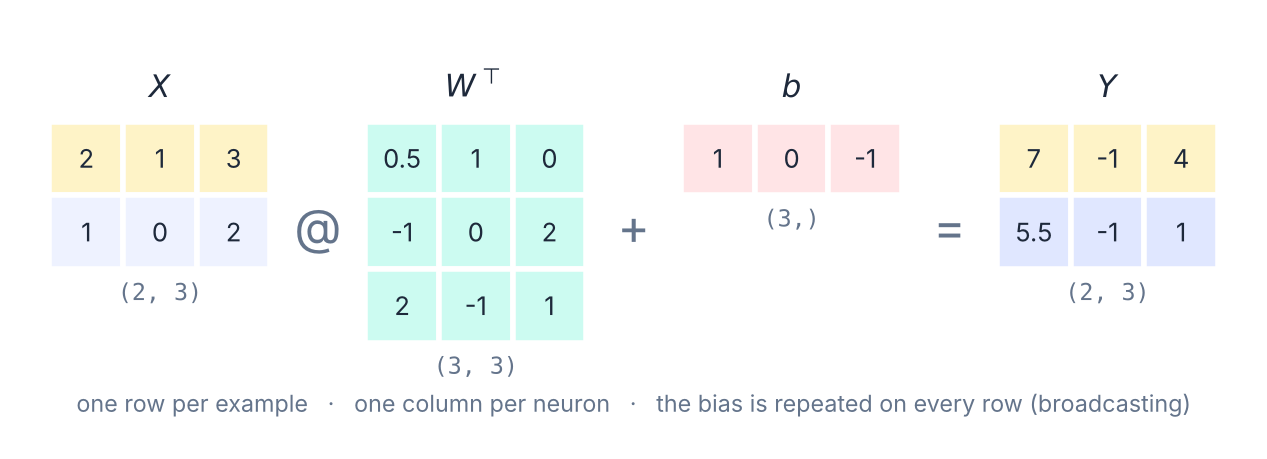 X W⊤ b Y
2 1 3 0.5 1 0 1 0 -1 7 -1 4
1 0 2 @ -1 0 2 + (3,) = 5.5 -1 1
(2, 3) 2 -1 1 (2, 3)
(3, 3)
one row per example · one column per neuron · the bias is repeated on every row (broadcasting)